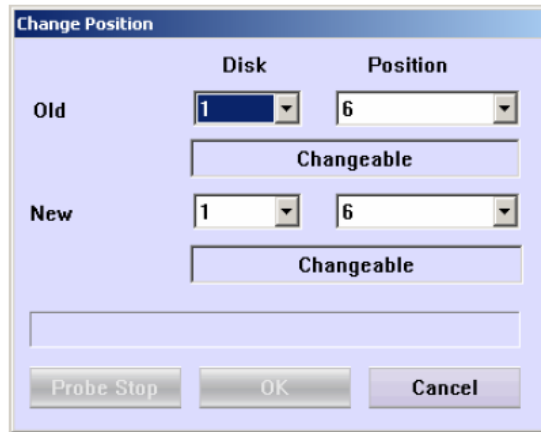 Change Position
Disk Position
Old 1 6
Changeable
New 1 6
Changeable
Probe Stop OK Cancel